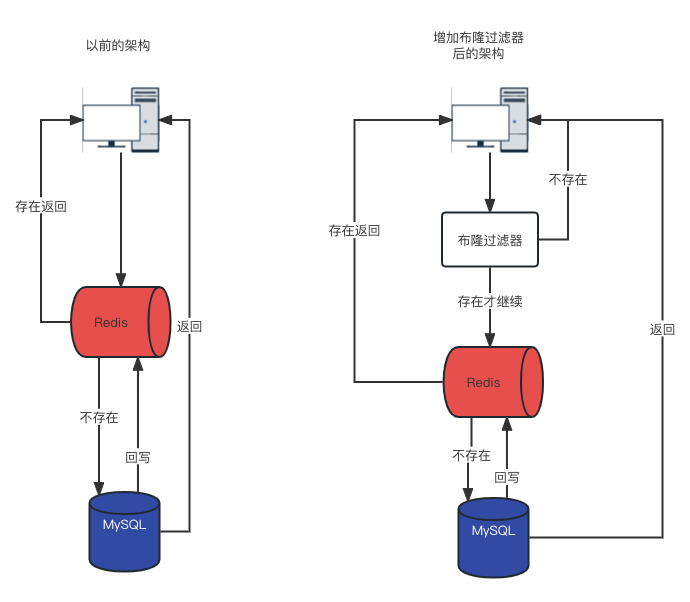 以前的架构
存在返回
Redis
返回
不存在
回写
MySQL
增加布隆过滤器
后的架构
不存在
存在返回
布隆过滤器
存在才继续
返回
Redis
不存在
回写
MySQL